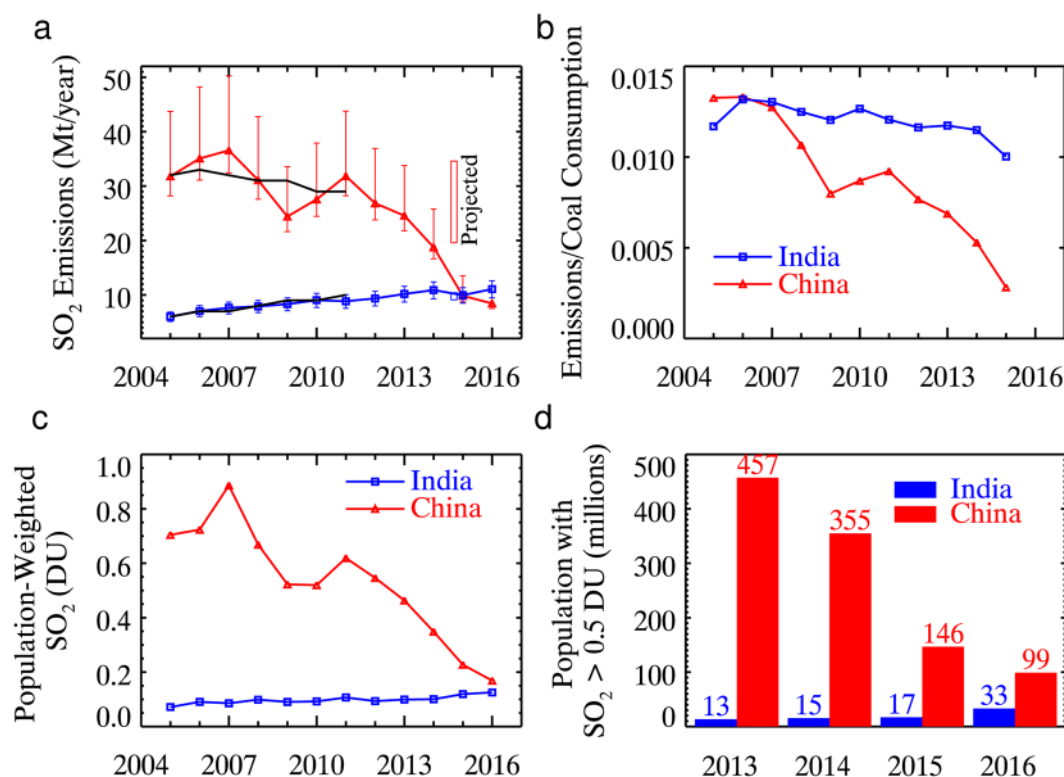 a
SO2 Emissions (Mt/year)
50
40
30
20
10
Projected
2004 2007 2010 2013 2016
b
Emissions/Coal Consumption
0.015
0.010
0.005
0.000
India
China
2004 2007 2010 2013 2016
c
Population-Weighted
SO2 (DU)
1.0
0.8
0.6
0.4
0.2
0.0
India
China
2004 2007 2010 2013 2016
d
Population with
SO2 > 0.5 DU (millions)
500
400
300
200
100
0
India
China
13 457
15 355
17 146
33 99
2013 2014 2015 2016